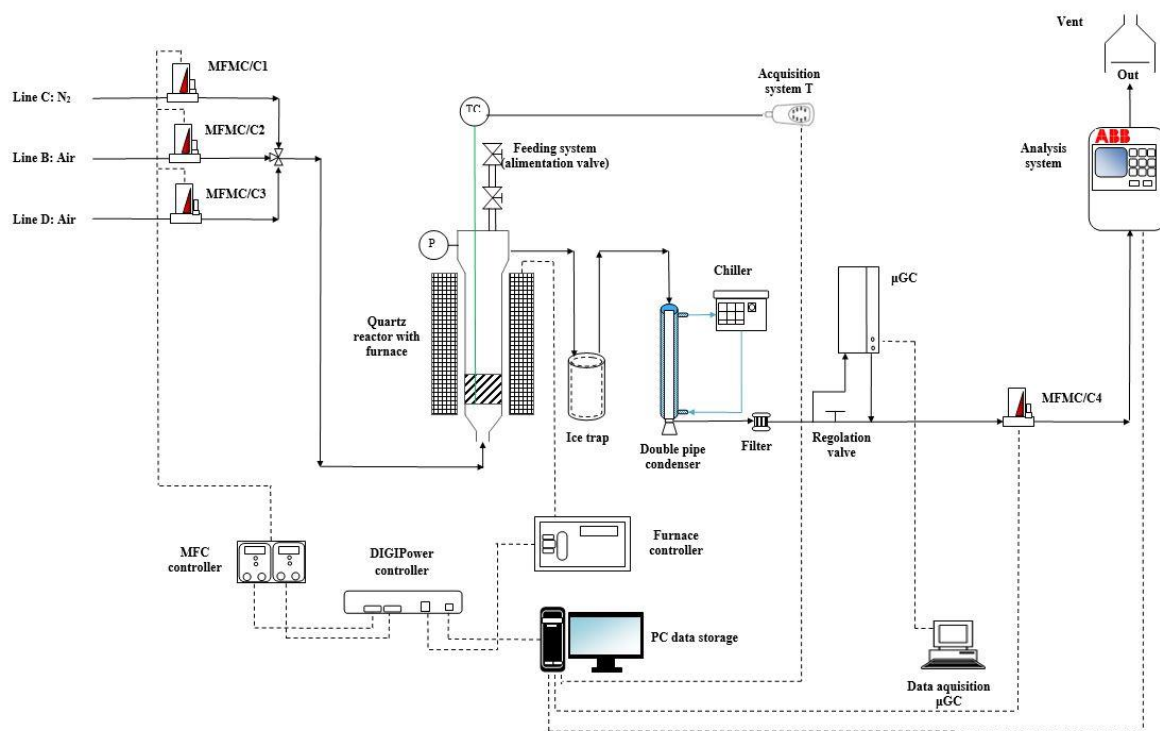 Vent
Out
MFMC/C1
Line C: N₂
MFMC/C2
Line B: Air
MFMC/C3
Line D: Air
TC
Acquisition
system T
Feeding system
(alimentation valve)
ABB
Analysis
system
P
Quartz
reactor with
furnace
Chiller
µGC
MFMC/C4
Ice trap
Double pipe
condenser
Filter
Regolation
valve
MFC
controller
DIGIPower
controller
Furnace
controller
PC data storage
Data aquisition
µGC